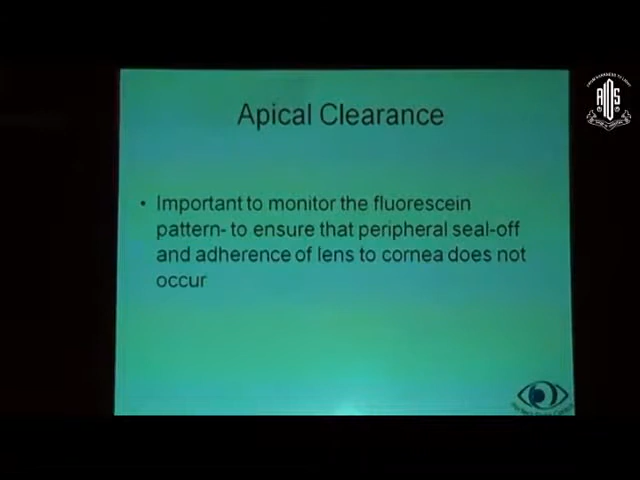 Apical Clearance
• Important to monitor the fluorescein
pattern- to ensure that peripheral seal-off
and adherence of lens to cornea does not
occur
AIOS